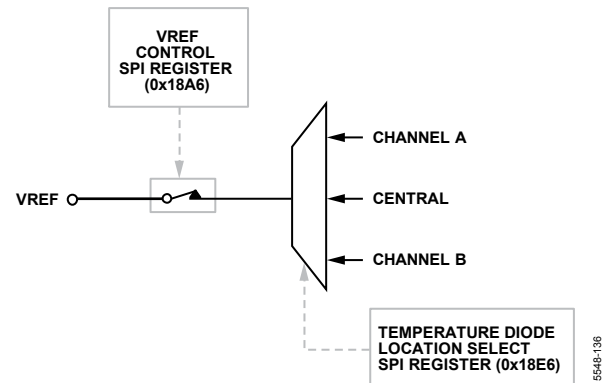 VREF
CONTROL
SPI REGISTER
(0x18A6)
CHANNEL A
VREF
CENTRAL
CHANNEL B
TEMPERATURE DIODE
LOCATION SELECT
SPI REGISTER (0x18E6)
5548-136